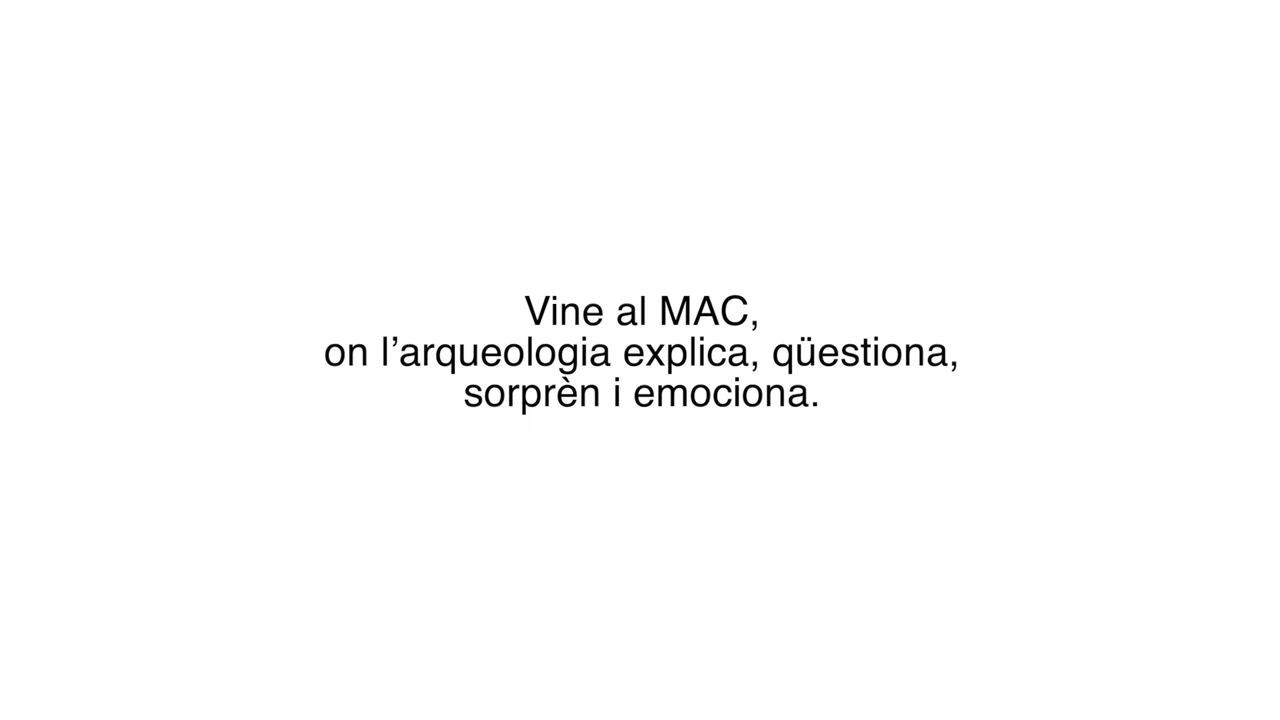 Vine al MAC,
on l’arqueologia explica, qüestiona,
sorprèn i emociona.